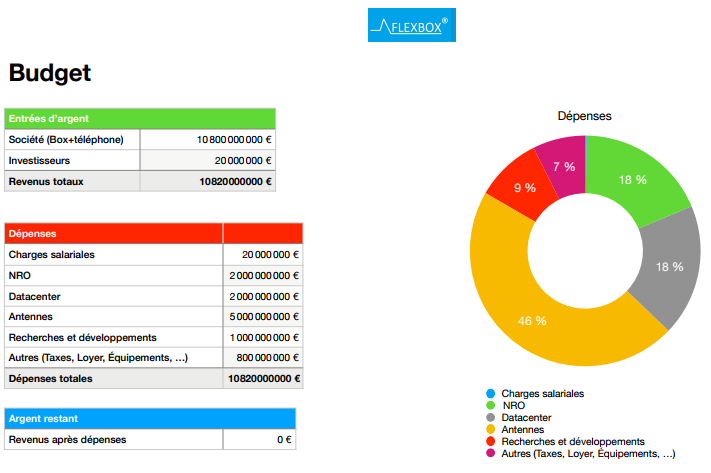 FLEXBOX®
Budget
Entrées d'argent
Société (Box+téléphone) 10 800 000 000 €
Investisseurs 20 000 000 €
Revenus totaux 10820000000 €
Dépenses
Charges salariales 20 000 000 €
NRO 2 000 000 000 €
Datacenter 2 000 000 000 €
Antennes 5 000 000 000 €
Recherches et développements 1 000 000 000 €
Autres (Taxes, Loyer, Équipements, …) 800 000 000 €
Dépenses totales 10820000000 €
Argent restant
Revenus après dépenses 0 €
Dépenses
7 %
9 %
18 %
18 %
46 %
Charges salariales
NRO
Datacenter
Antennes
Recherches et développements
Autres (Taxes, Loyer, Équipements, …)